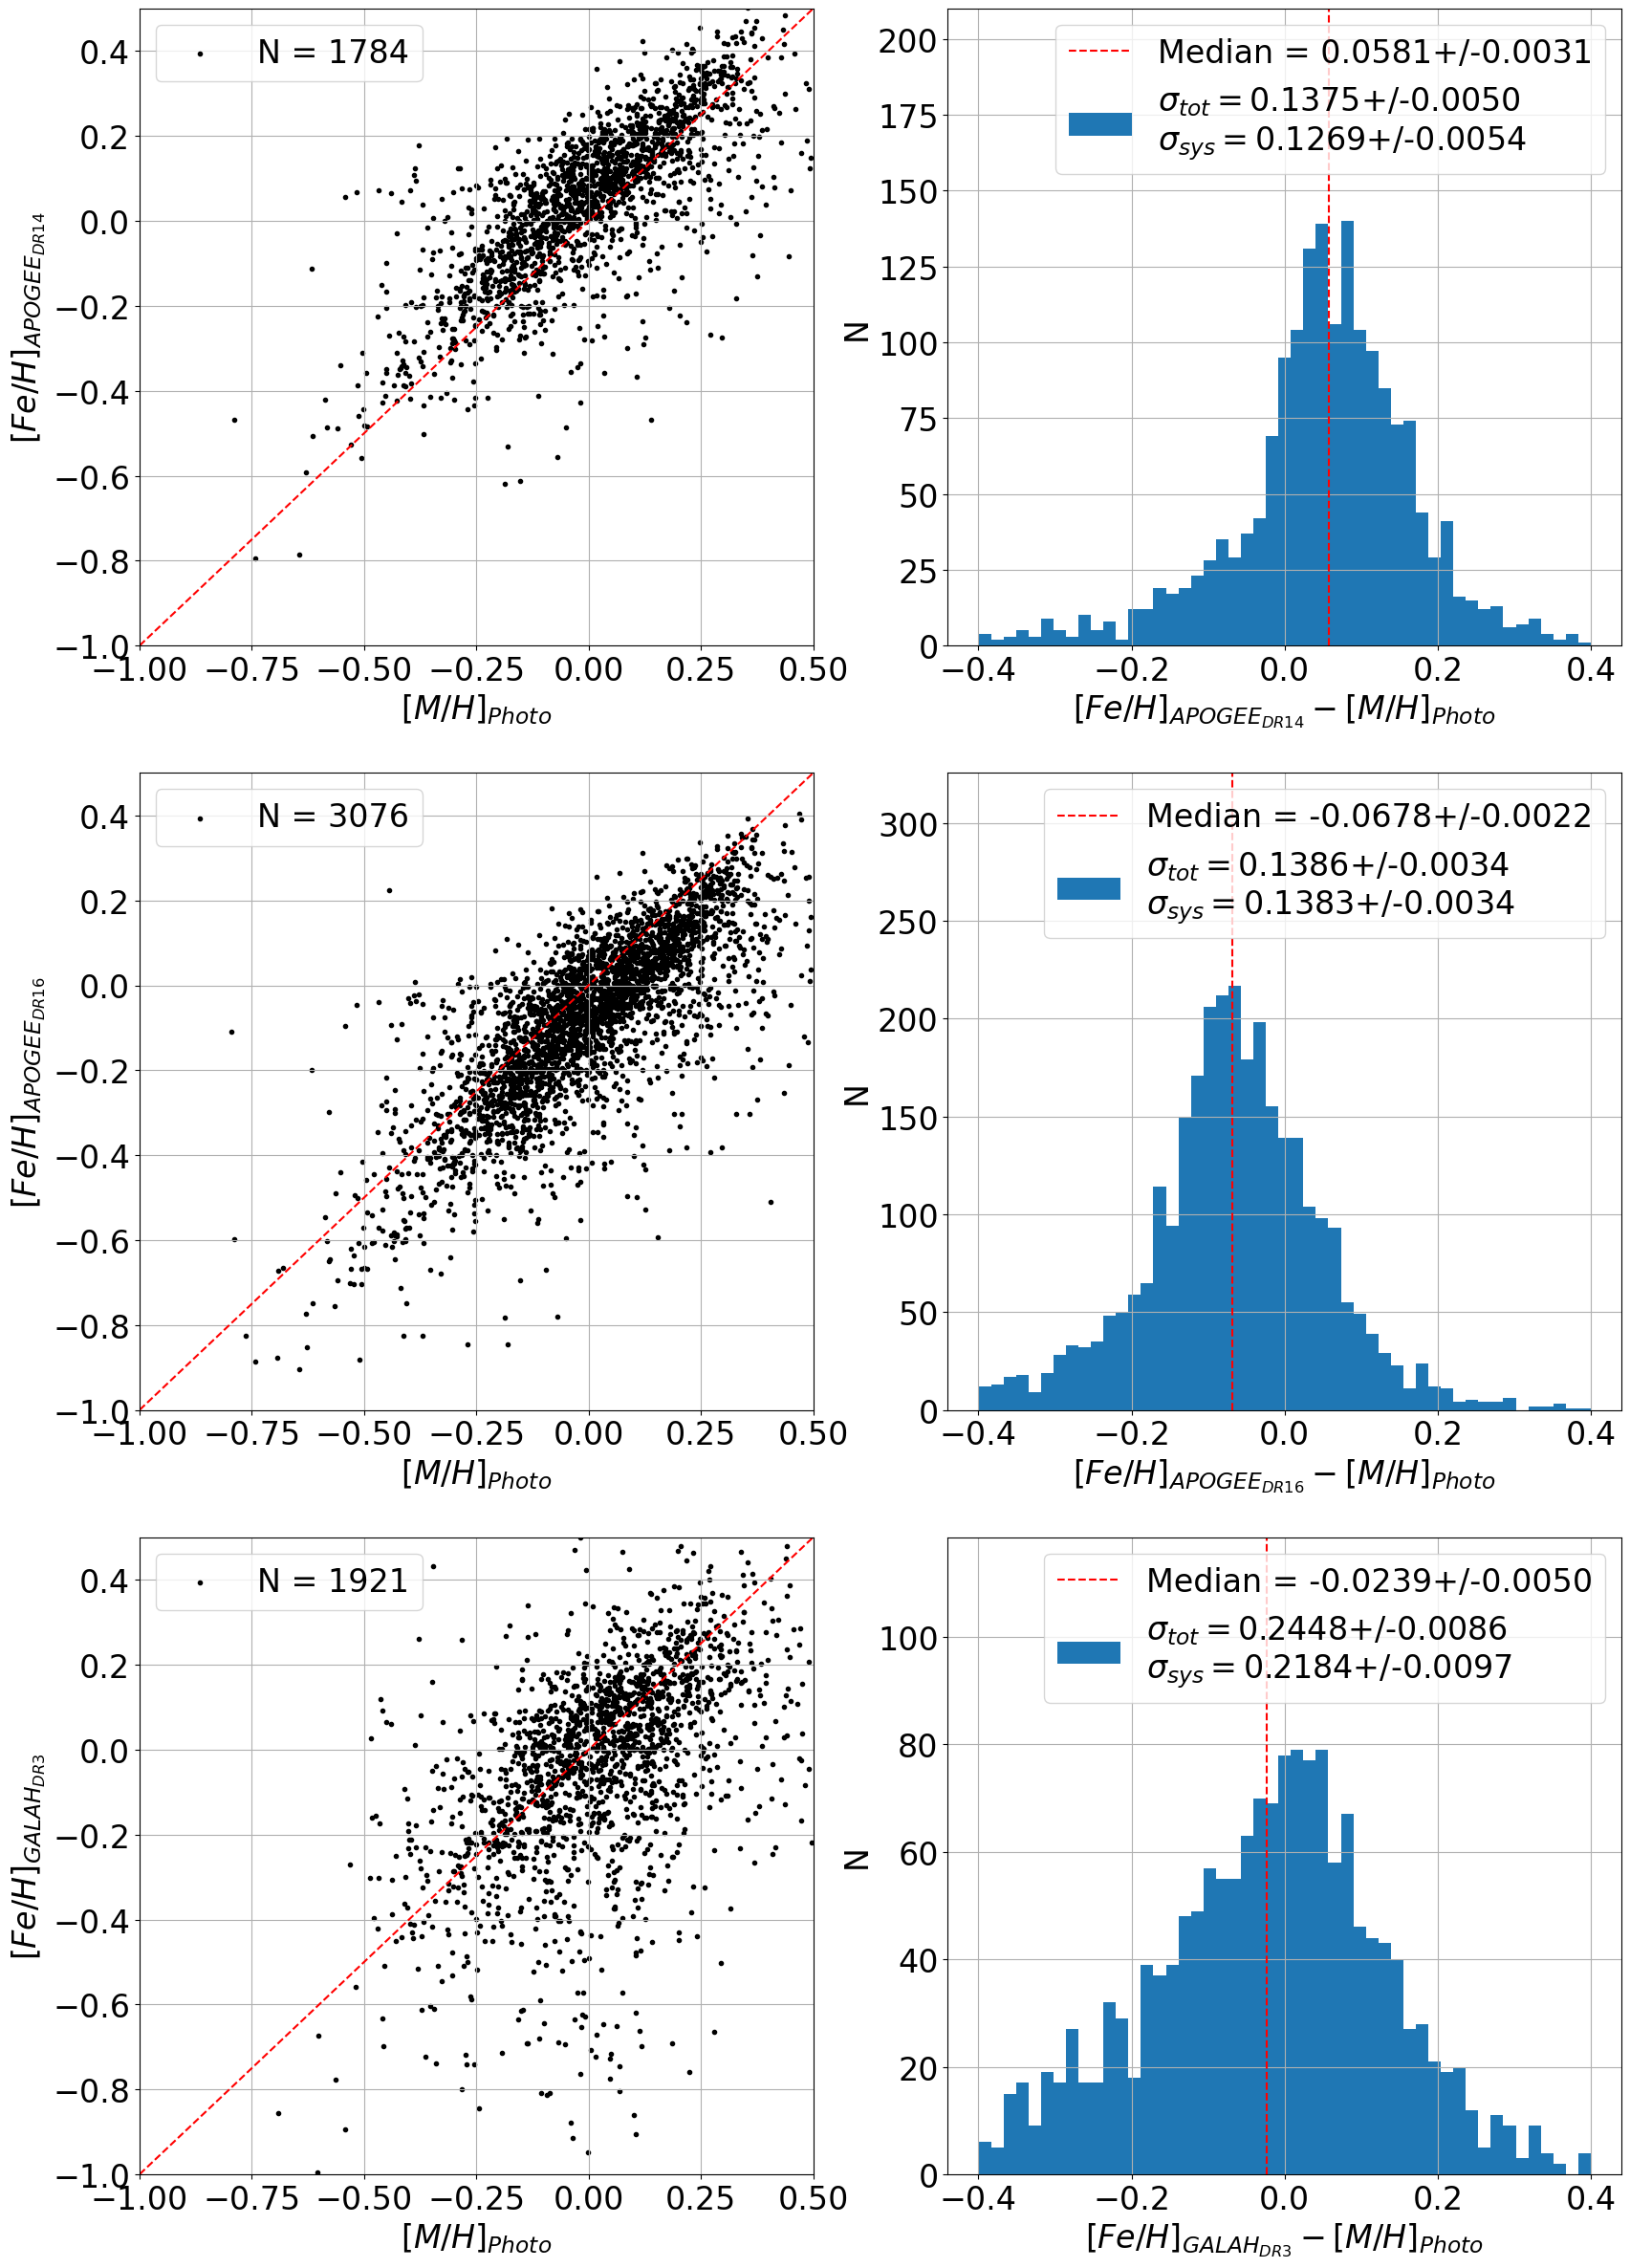 N = 1784
0.4
0.2
0.0
−0.2
−0.4
−0.6
−0.8
−1.0
[Fe/H]APOGEE_DR14
−1.00 −0.75 −0.50 −0.25 0.00 0.25 0.50
[M/H]Photo
Median = 0.0581+/-0.0031
σtot = 0.1375+/-0.0050
σsys = 0.1269+/-0.0054
200
175
150
125
100
75
50
25
0
N
−0.4 −0.2 0.0 0.2 0.4
[Fe/H]APOGEE_DR14 − [M/H]Photo
N = 3076
0.4
0.2
0.0
−0.2
−0.4
−0.6
−0.8
−1.0
[Fe/H]APOGEE_DR16
−1.00 −0.75 −0.50 −0.25 0.00 0.25 0.50
[M/H]Photo
Median = -0.0678+/-0.0022
σtot = 0.1386+/-0.0034
σsys = 0.1383+/-0.0034
300
250
200
150
100
50
0
N
−0.4 −0.2 0.0 0.2 0.4
[Fe/H]APOGEE_DR16 − [M/H]Photo
N = 1921
0.4
0.2
0.0
−0.2
−0.4
−0.6
−0.8
−1.0
[Fe/H]GALAH_DR3
−1.00 −0.75 −0.50 −0.25 0.00 0.25 0.50
[M/H]Photo
Median = -0.0239+/-0.0050
σtot = 0.2448+/-0.0086
σsys = 0.2184+/-0.0097
100
80
60
40
20
0
N
−0.4 −0.2 0.0 0.2 0.4
[Fe/H]GALAH_DR3 − [M/H]Photo